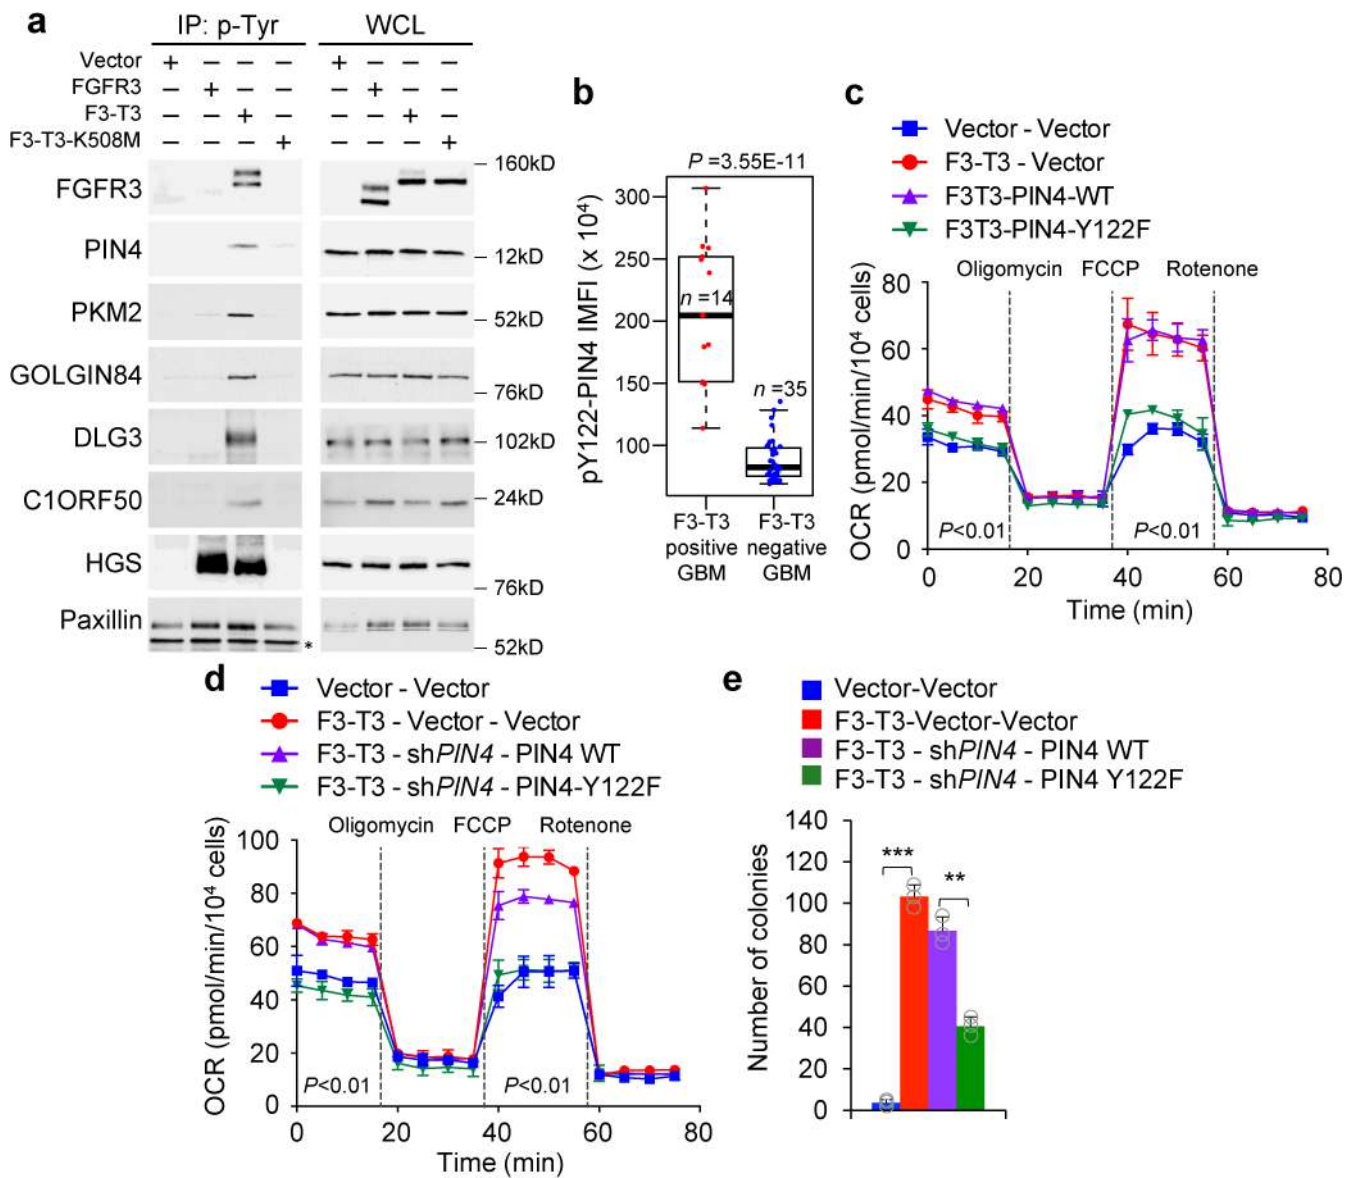 a
IP: p-Tyr WCL
Vector + − − − + − − −
FGFR3 − + − − − + − −
F3-T3 − − + − − − + −
F3-T3-K508M − − − + − − − +
FGFR3
160kD
PIN4
12kD
PKM2
52kD
GOLGIN84
76kD
DLG3
102kD
C1ORF50
24kD
HGS
76kD
Paxillin
*
52kD
b
P =3.55E-11
pY122-PIN4 IMFI (x 10⁴)
300
250
200
150
100
n =14
n =35
F3-T3 positive GBM
F3-T3 negative GBM
c
Vector - Vector
F3-T3 - Vector
F3T3-PIN4-WT
F3T3-PIN4-Y122F
Oligomycin FCCP Rotenone
OCR (pmol/min/10⁴ cells)
80
60
40
20
0
P<0.01 P<0.01
0 20 40 60 80
Time (min)
d
Vector - Vector
F3-T3 - Vector - Vector
F3-T3 - shPIN4 - PIN4 WT
F3-T3 - shPIN4 - PIN4-Y122F
Oligomycin FCCP Rotenone
OCR (pmol/min/10⁴ cells)
100
80
60
40
20
0
P<0.01 P<0.01
0 20 40 60 80
Time (min)
e
Vector-Vector
F3-T3-Vector-Vector
F3-T3 - shPIN4 - PIN4 WT
F3-T3 - shPIN4 - PIN4 Y122F
Number of colonies
140
120
100
80
60
40
20
0
***
**